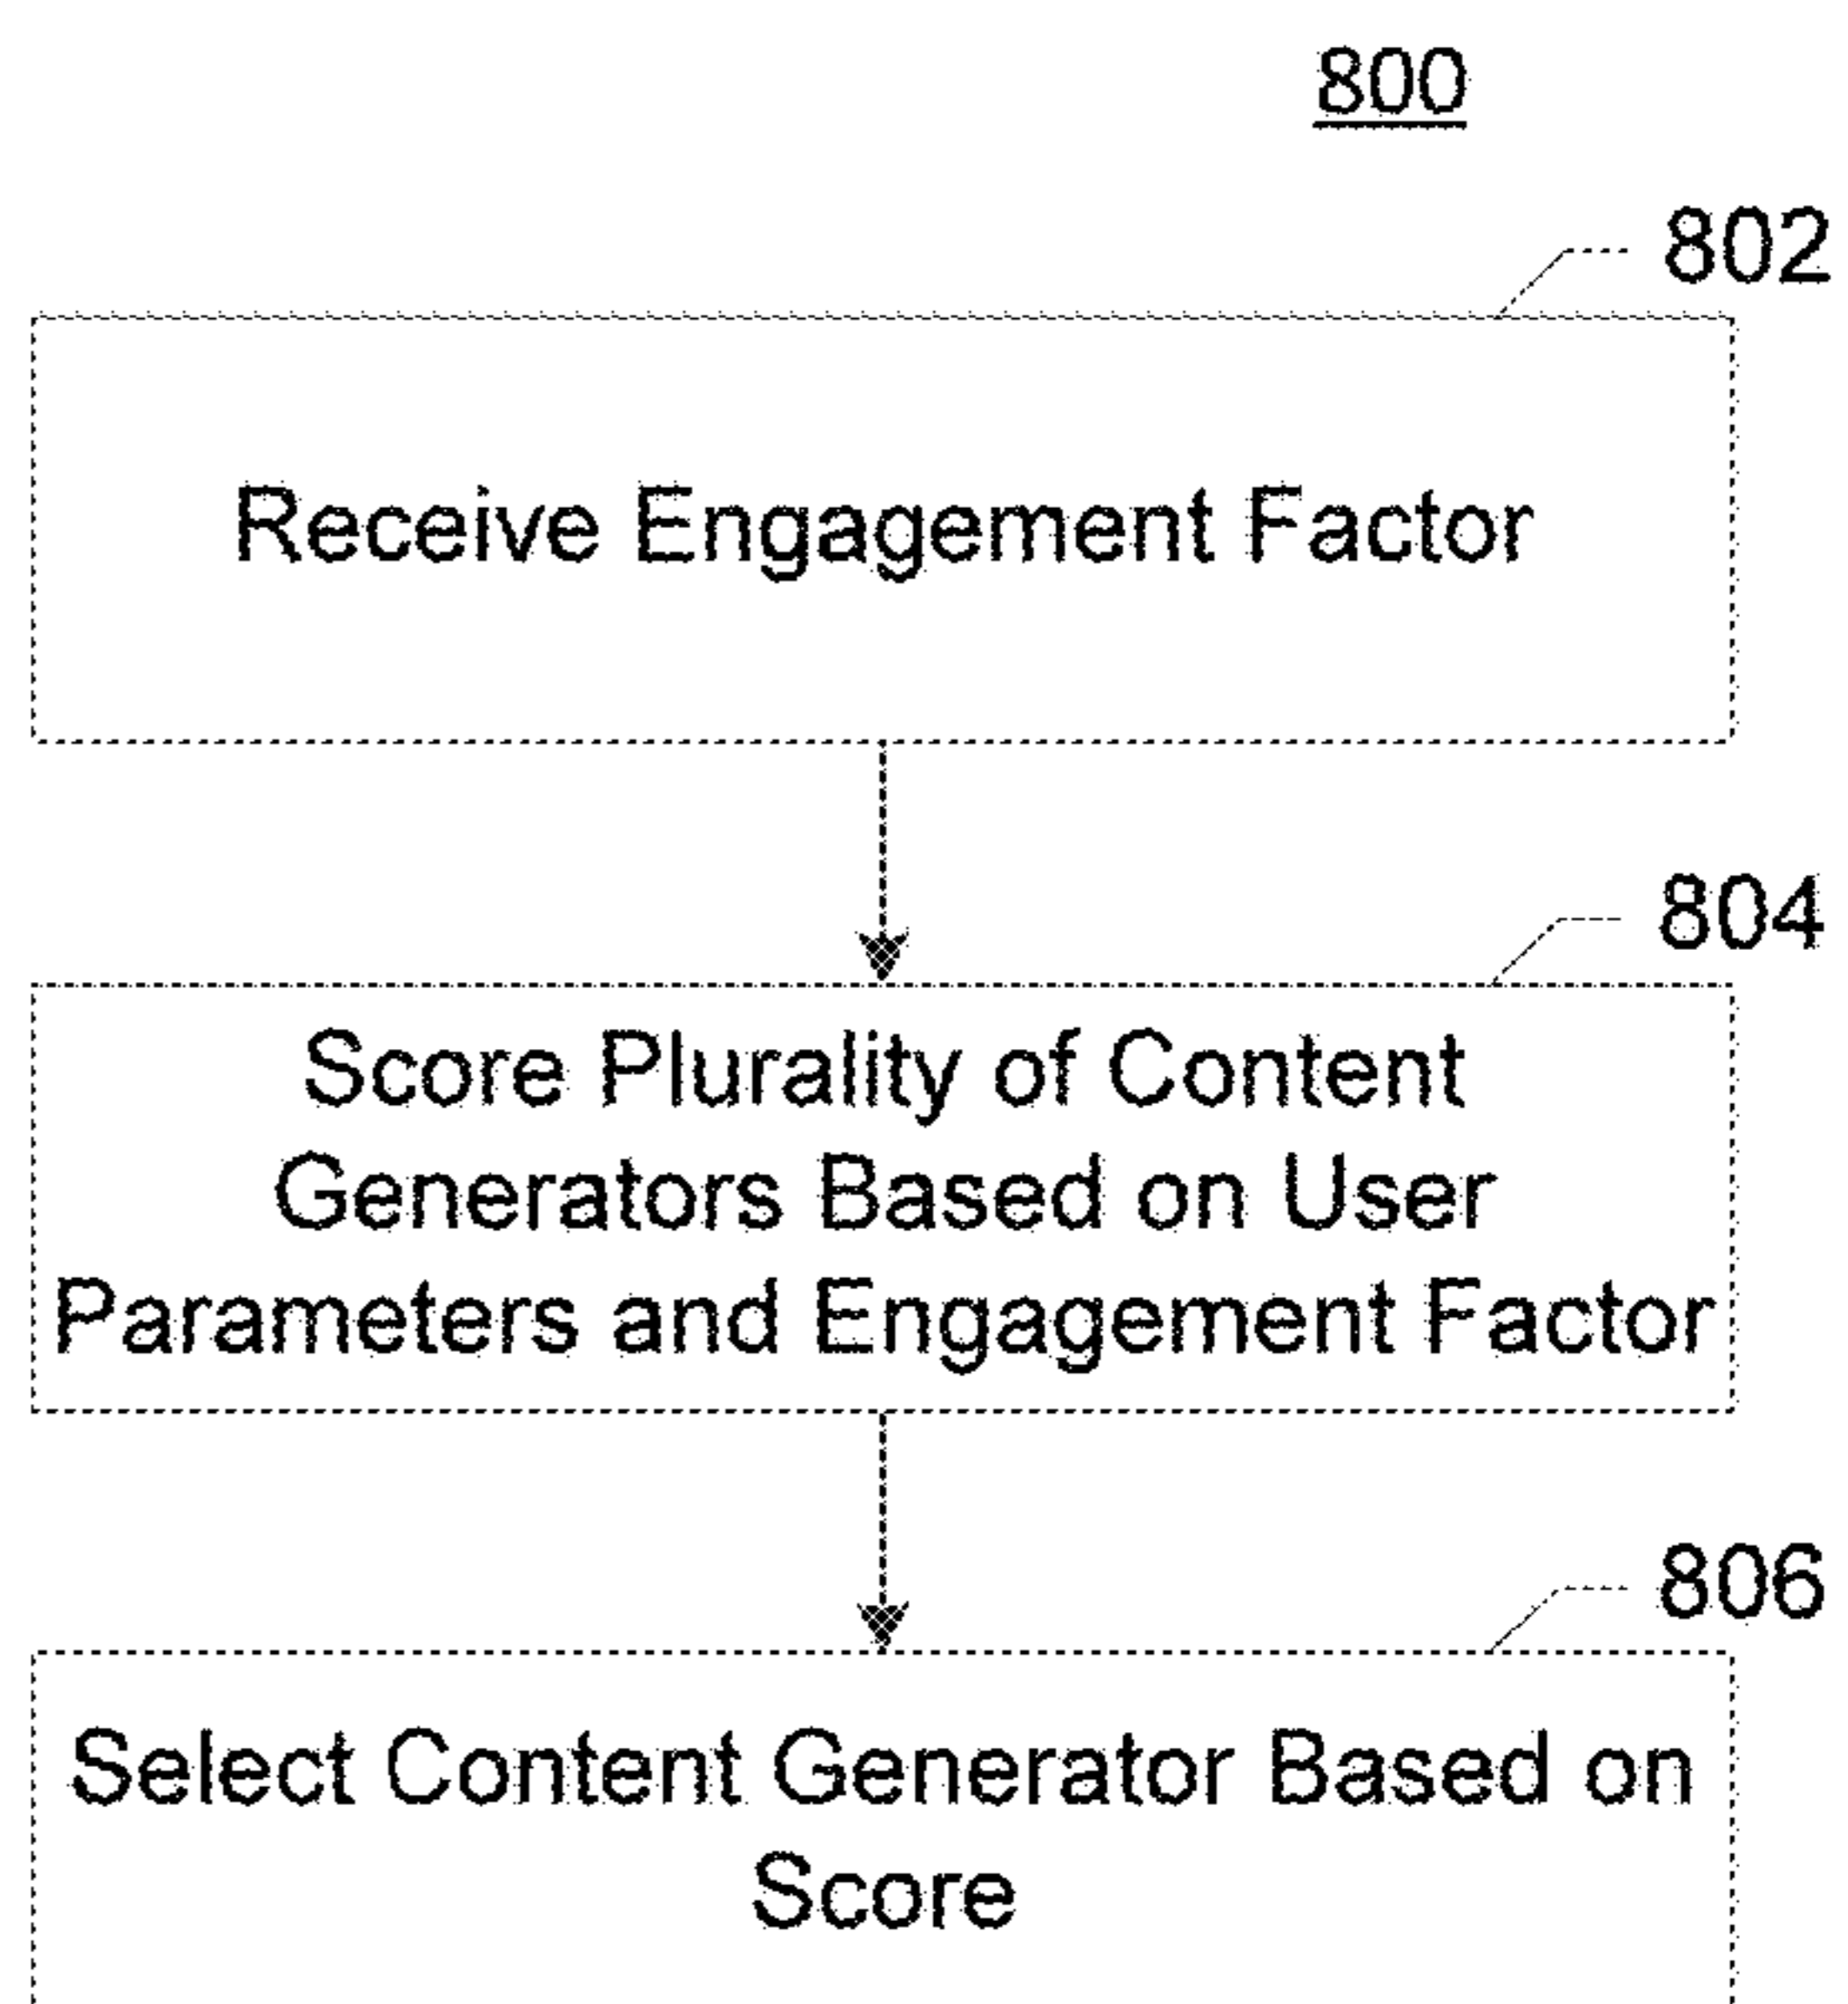 800
802
Receive Engagement Factor
804
Score Plurality of Content
Generators Based on User
Parameters and Engagement Factor
806
Select Content Generator Based on
Score